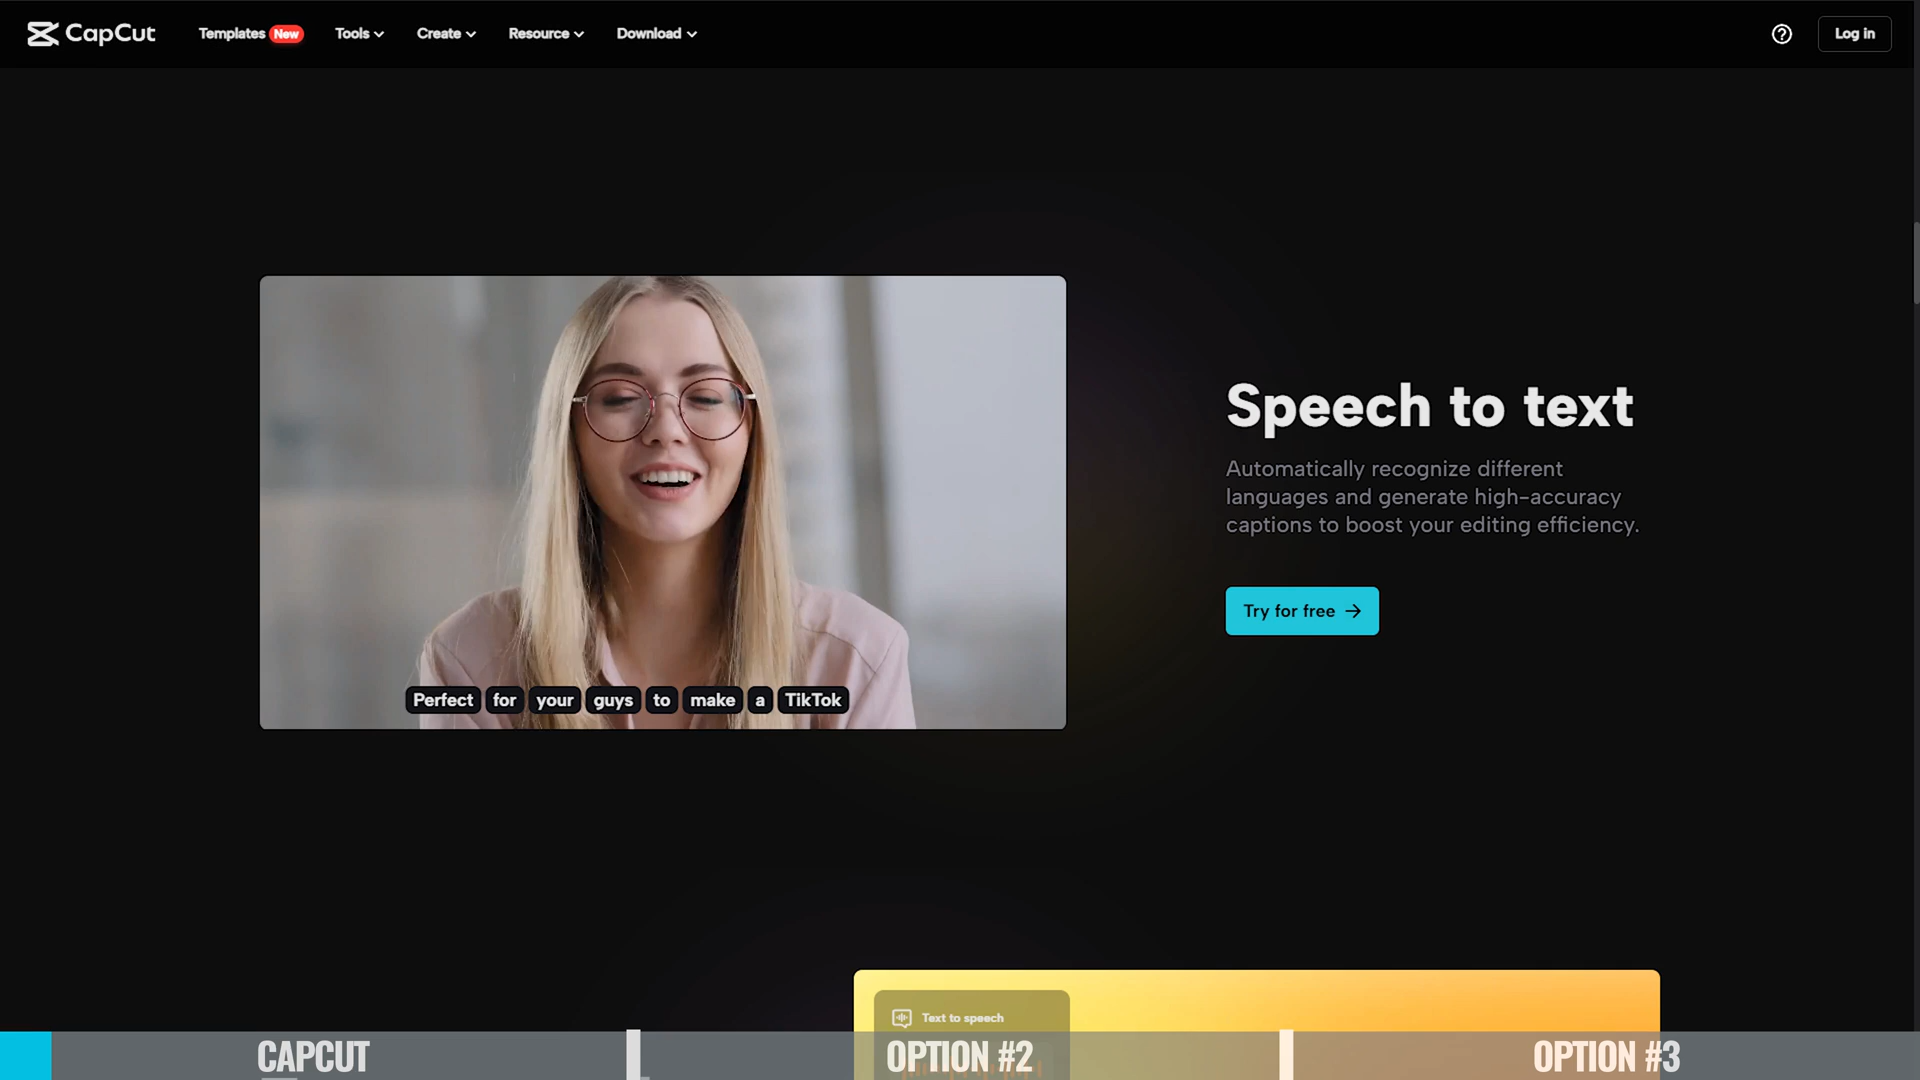 CapCut Templates New Tools Create Resource Download Log in
Speech to text
Automatically recognize different
languages and generate high-accuracy
captions to boost your editing efficiency.
Try for free
Perfect for your guys to make a TikTok
Text to speech
CAPCUT OPTION #2 OPTION #3